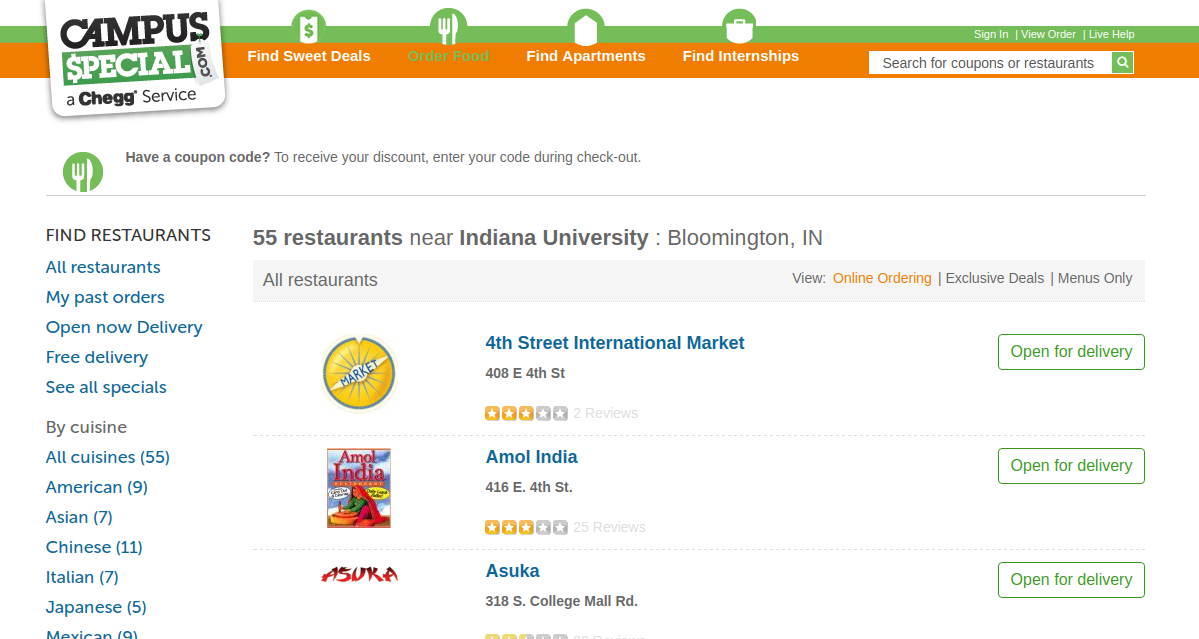 CAMPUS
$PECIAL
.COM
a Chegg® Service
Find Sweet Deals
Order Food
Find Apartments
Find Internships
Sign In | View Order | Live Help
Search for coupons or restaurants
Have a coupon code? To receive your discount, enter your code during check-out.
FIND RESTAURANTS
All restaurants
My past orders
Open now Delivery
Free delivery
See all specials
By cuisine
All cuisines (55)
American (9)
Asian (7)
Chinese (11)
Italian (7)
Japanese (5)
Mexican (9)
55 restaurants near Indiana University : Bloomington, IN
All restaurants
View: Online Ordering | Exclusive Deals | Menus Only
MARKET
4th Street International Market
408 E 4th St
2 Reviews
Open for delivery
Amol
India
RESTAURANT
Amol India
416 E. 4th St.
25 Reviews
Open for delivery
ASUKA
Asuka
318 S. College Mall Rd.
Reviews
Open for delivery